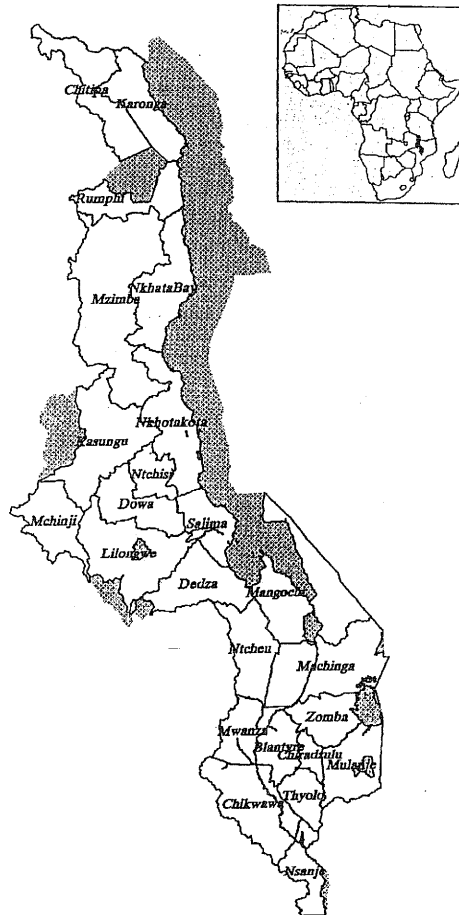 Chitipa
Karonga
Rumphi
Mzimba
NkhataBay
Nkhotakota
Kasungu
Ntchisi
Dowa
Mchinji
Salima
Lilongwe
Dedza
Mangochi
Ntcheu
Machinga
Zomba
Mwanza
Blantyre
Chiradzulu
Mulanje
Chikwawa
Thyolo
Nsanje